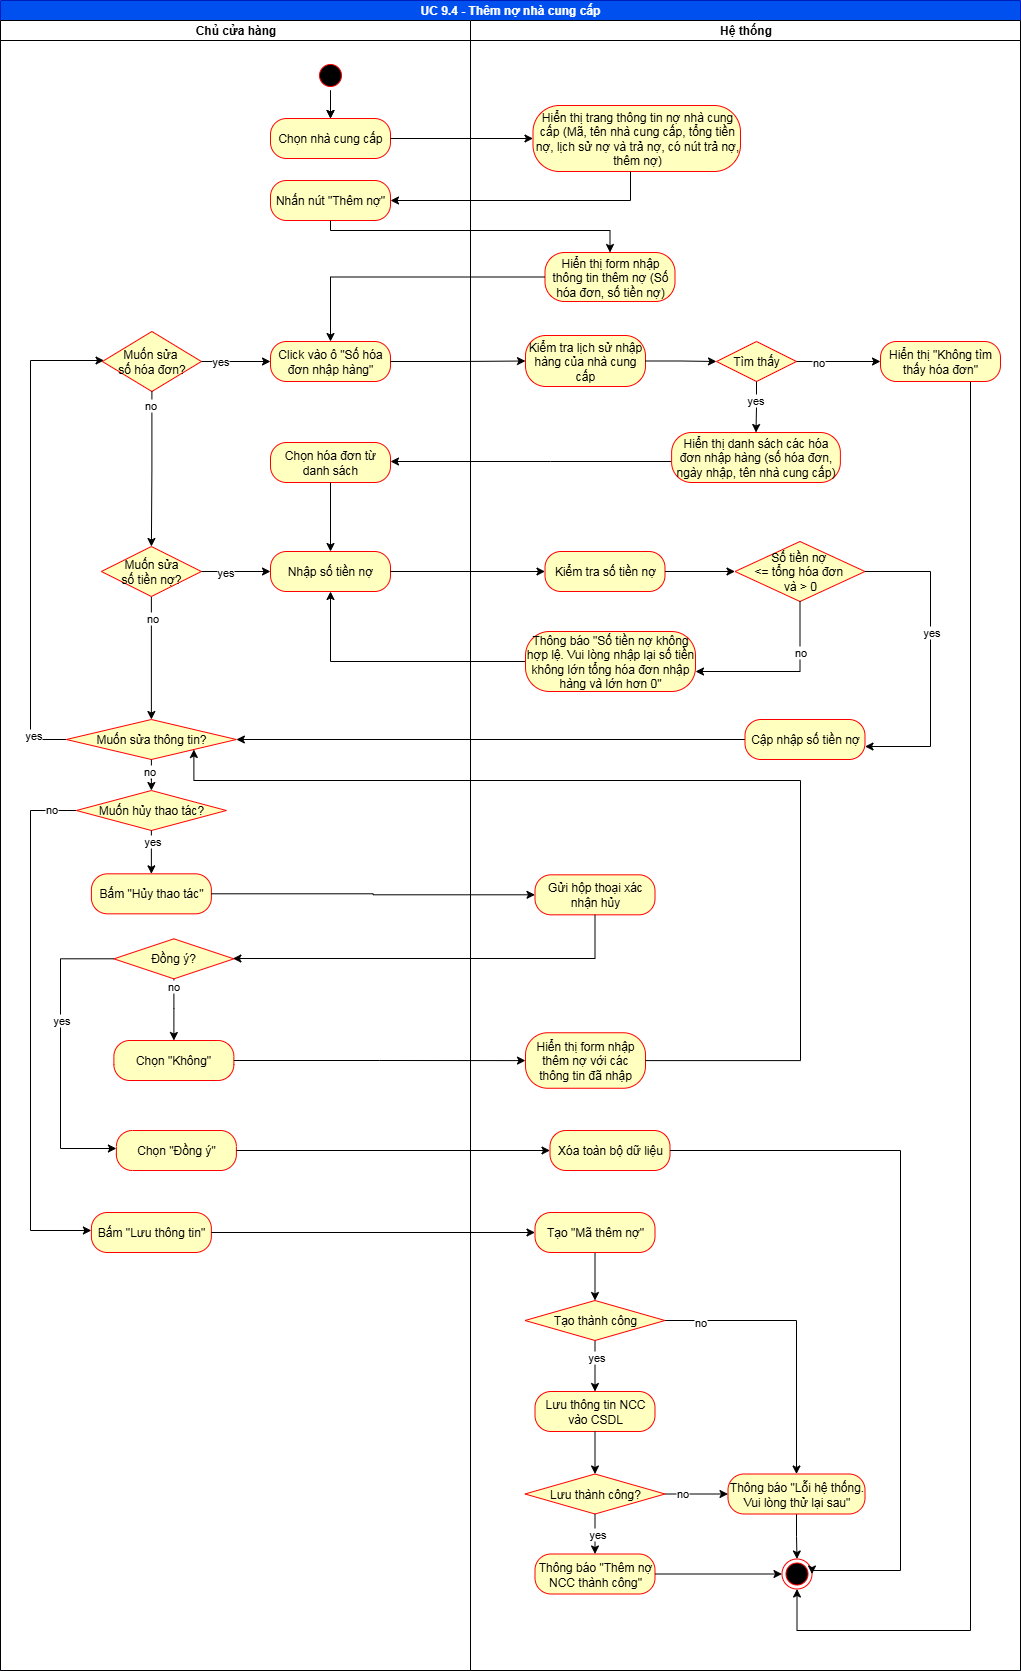 UC 9.4 - Thêm nợ nhà cung cấp
Chủ cửa hàng
Hệ thống
Chọn nhà cung cấp
Hiển thị trang thông tin nợ nhà cung
cấp (Mã, tên nhà cung cấp, tổng tiền
nợ, lịch sử nợ và trả nợ, có nút trả nợ,
thêm nợ)
Nhấn nút "Thêm nợ"
Hiển thị form nhập
thông tin thêm nợ (Số
hóa đơn, số tiền nợ)
Muốn sửa
số hóa đơn?
yes
Click vào ô "Số hóa
đơn nhập hàng"
Kiểm tra lịch sử nhập
hàng của nhà cung
cấp
Tìm thấy
no
Hiển thị "Không tìm
thấy hóa đơn"
no
yes
Chọn hóa đơn từ
danh sách
Hiển thị danh sách các hóa
đơn nhập hàng (số hóa đơn,
ngày nhập, tên nhà cung cấp)
Muốn sửa
số tiền nợ?
yes
Nhập số tiền nợ
Kiểm tra số tiền nợ
Số tiền nợ
<= tổng hóa đơn
và > 0
no
yes
Thông báo "Số tiền nợ không
hợp lệ. Vui lòng nhập lại số tiền
không lớn tổng hóa đơn nhập
hàng và lớn hơn 0"
no
yes
Muốn sửa thông tin?
Cập nhập số tiền nợ
no
no
Muốn hủy thao tác?
yes
Bấm "Hủy thao tác"
Gửi hộp thoại xác
nhận hủy
Đồng ý?
no
yes
Chọn "Không"
Hiển thị form nhập
thêm nợ với các
thông tin đã nhập
Chọn "Đồng ý"
Xóa toàn bộ dữ liệu
Bấm "Lưu thông tin"
Tạo "Mã thêm nợ"
Tạo thành công
no
yes
Lưu thông tin NCC
vào CSDL
Lưu thành công?
no
Thông báo "Lỗi hệ thống.
Vui lòng thử lại sau"
yes
Thông báo "Thêm nợ
NCC thành công"